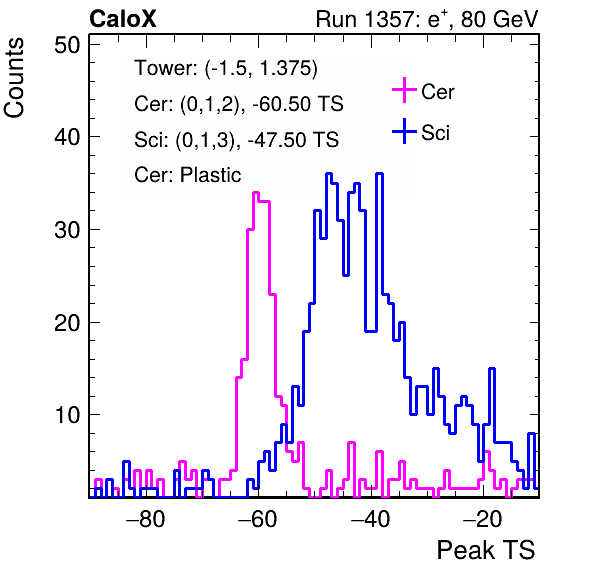 CaloX Run 1357: e⁺, 80 GeV
Counts
50
40
30
20
10
Tower: (-1.5, 1.375)
Cer: (0,1,2), -60.50 TS
Sci: (0,1,3), -47.50 TS
Cer: Plastic
Cer
Sci
−80 −60 −40 −20
Peak TS